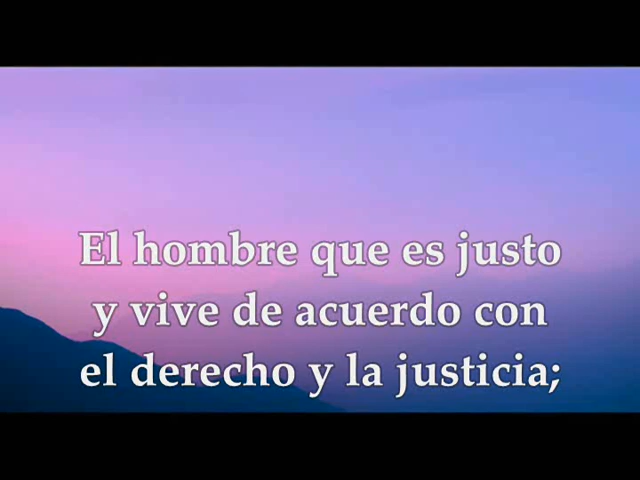 El hombre que es justo
y vive de acuerdo con
el derecho y la justicia;